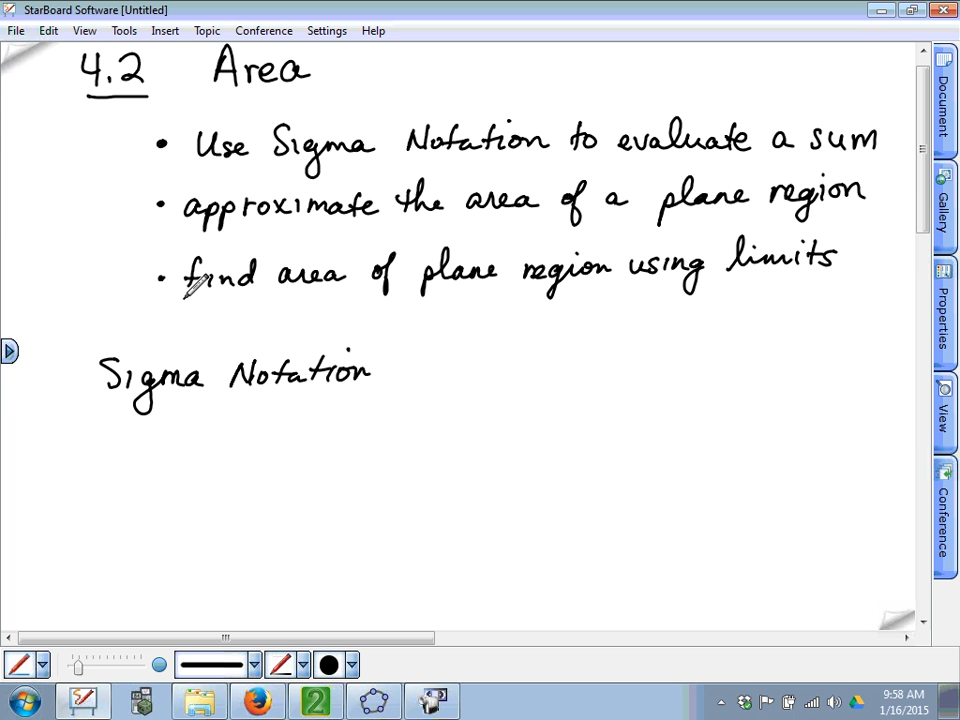 StarBoard Software [Untitled]
File Edit View Tools Insert Topic Conference Settings Help
4.2 Area
• Use Sigma Notation to evaluate a sum
• approximate the area of a plane region
• find area of plane region using limits
Sigma Notation
Document
Gallery
Properties
View
Conference
2
9:58 AM
1/16/2015